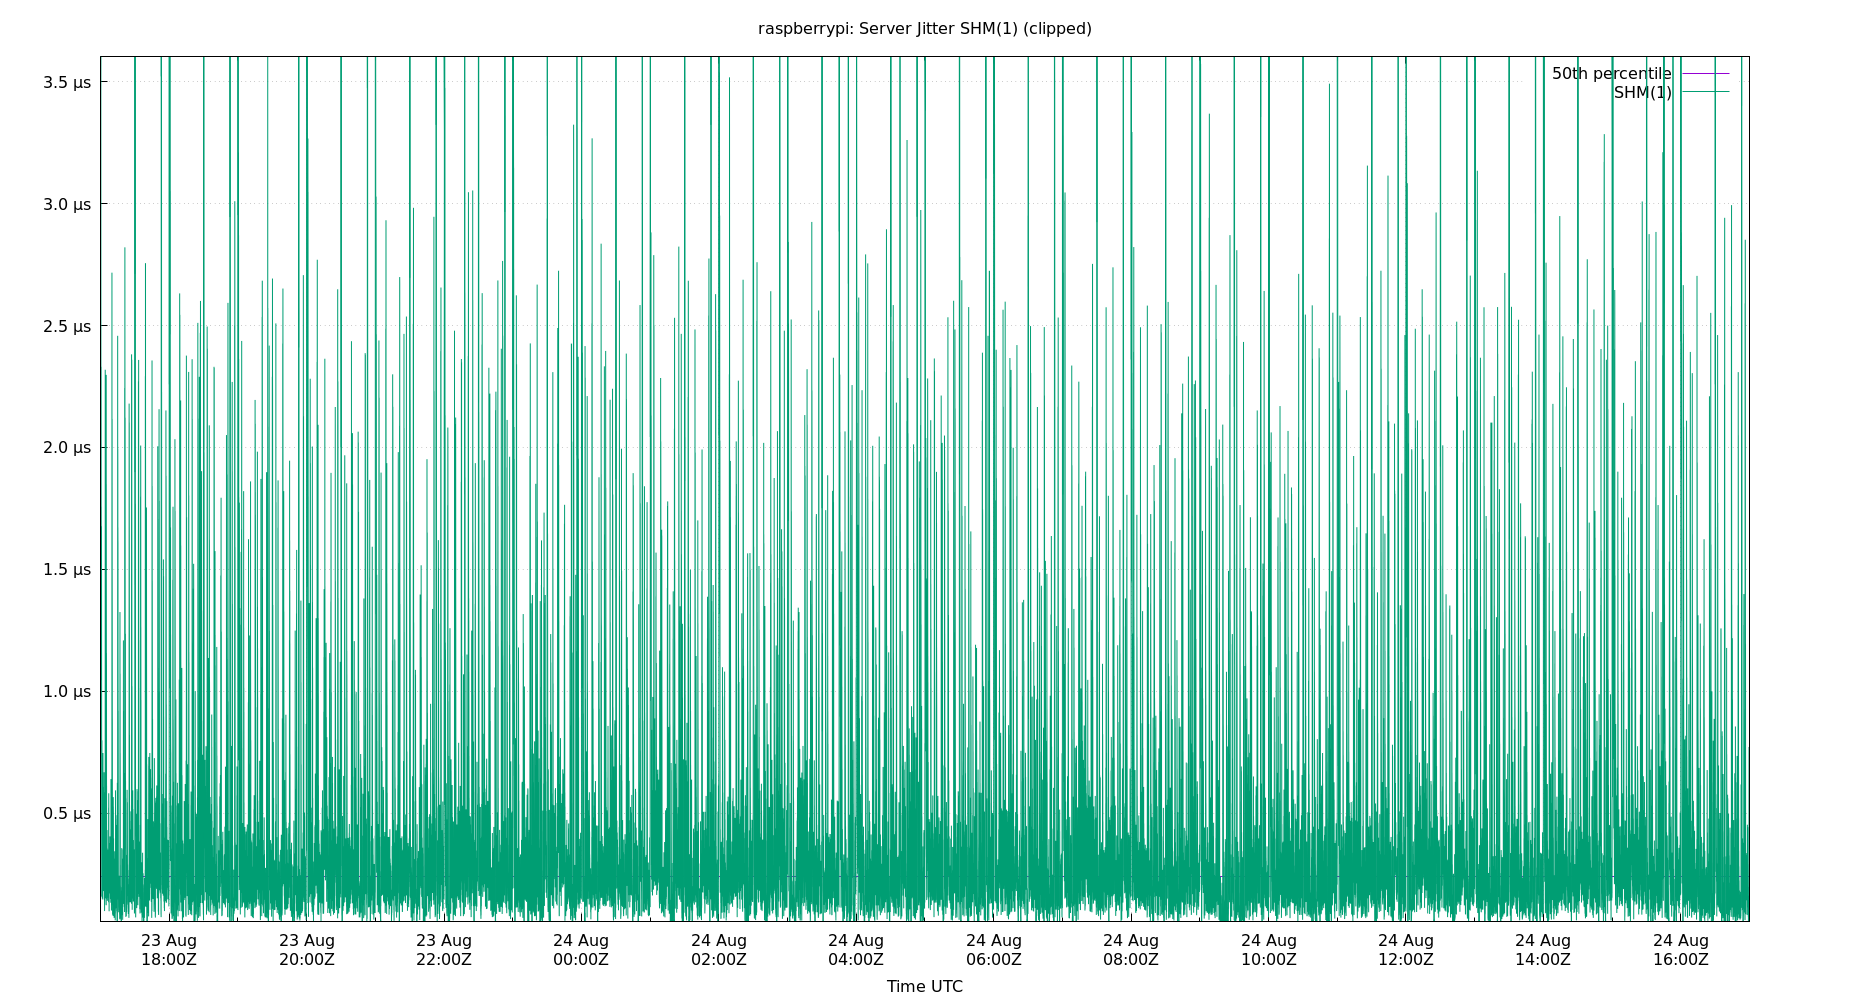 raspberrypi: Server Jitter SHM(1) (clipped)
50th percentile
SHM(1)
3.5 µs
3.0 µs
2.5 µs
2.0 µs
1.5 µs
1.0 µs
0.5 µs
23 Aug 23 Aug 23 Aug 24 Aug 24 Aug 24 Aug 24 Aug 24 Aug 24 Aug 24 Aug 24 Aug 24 Aug
18:00Z 20:00Z 22:00Z 00:00Z 02:00Z 04:00Z 06:00Z 08:00Z 10:00Z 12:00Z 14:00Z 16:00Z
Time UTC